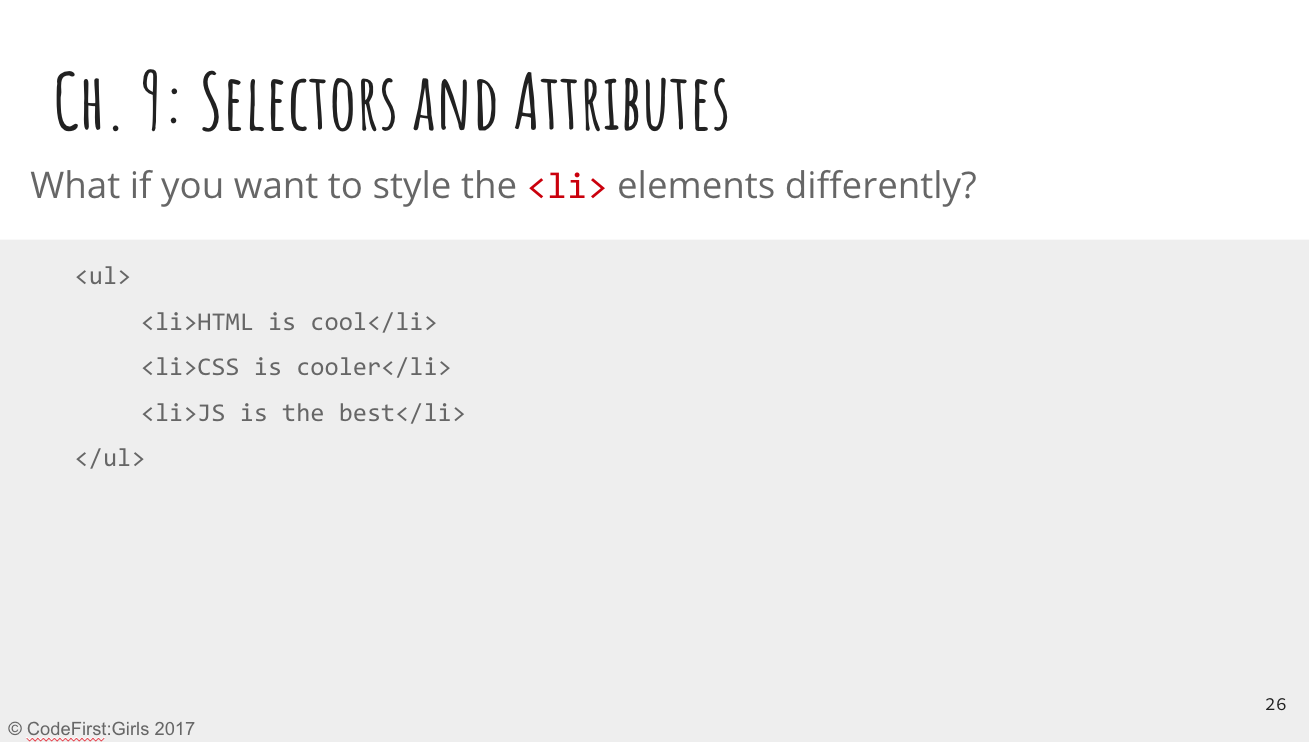 Ch. 9: Selectors and Attributes
What if you want to style the <li> elements differently?
<ul>
<li>HTML is cool</li>
<li>CSS is cooler</li>
<li>JS is the best</li>
</ul>
26
© CodeFirst:Girls 2017